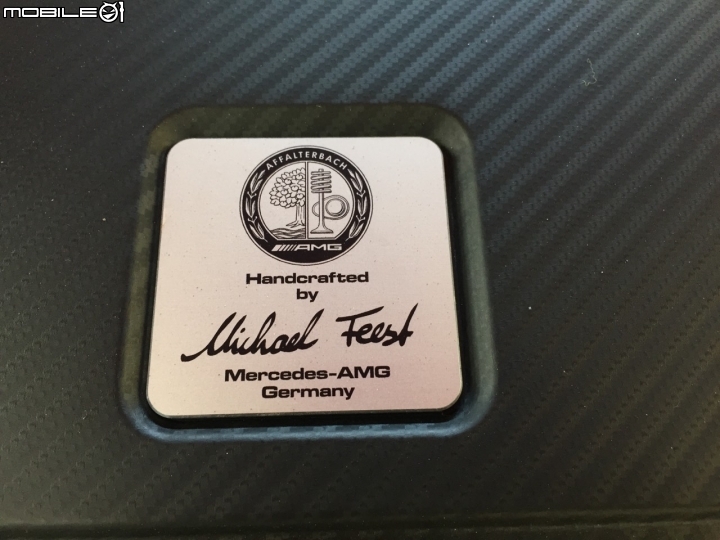 MOBILE01
AFFALTERBACH
AMG
Handcrafted
by
Michael Feest
Mercedes-AMG
Germany